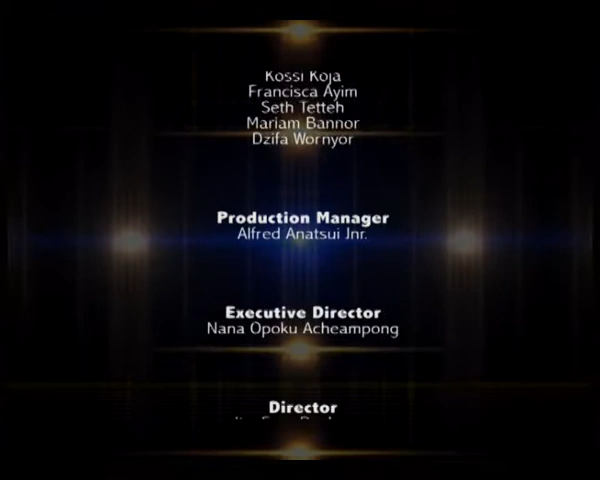 Kossi Koja
Francisca Ayim
Seth Tetteh
Mariam Bannor
Dzifa Wornyor
Production Manager
Alfred Anatsui Jnr.
Executive Director
Nana Opoku Acheampong
Director